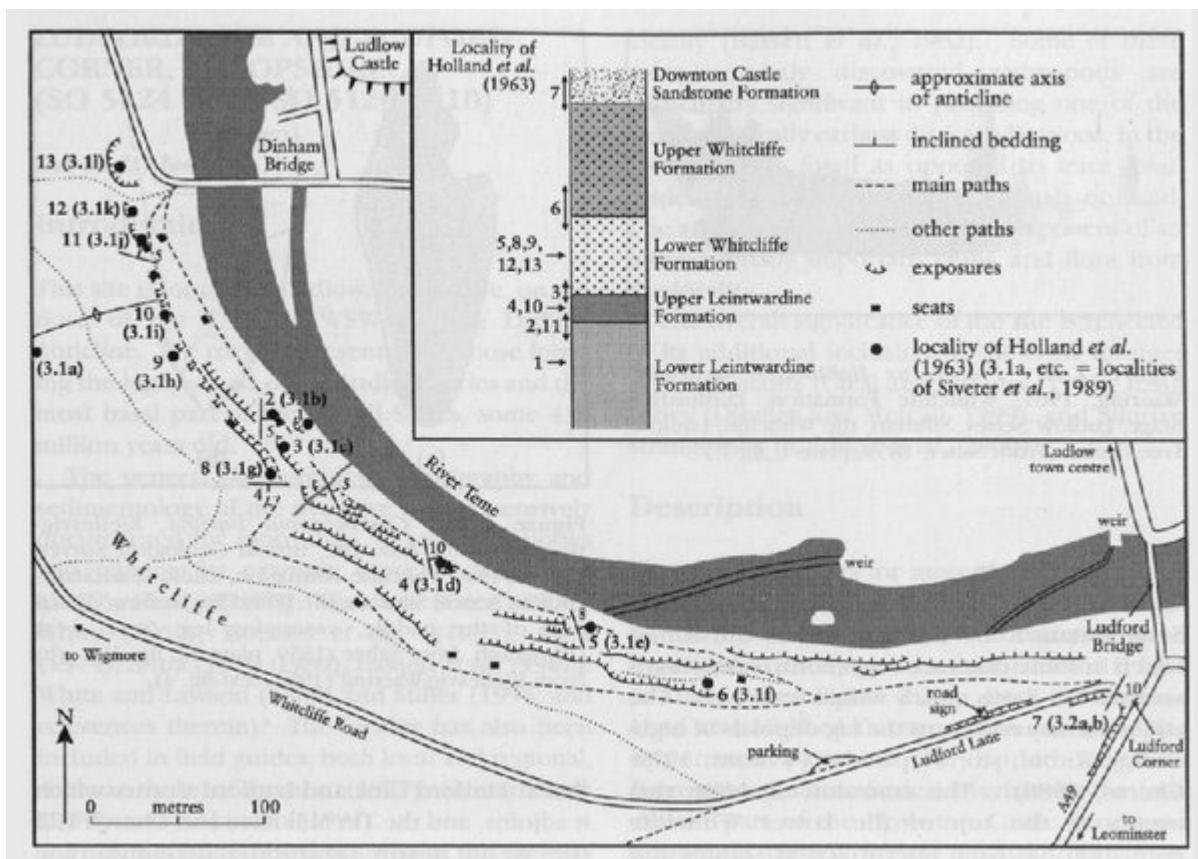 Ludlow
Castle
Dinham
Bridge
13 (3.1l)
12 (3.1k)
11 (3.1j)
10
(3.1i)
(3.1a)
9
(3.1h)
2 (3.1b)
1
3 (3.1c)
8 (3.1g)
4
5
River Teme
10
4 (3.1d)
Whitcliffe
to Wigmore
Whitcliffe Road
N
0 metres 100
8
5 (3.1e)
6 (3.1f)
weir
weir
Ludlow
town centre
Ludford
Bridge
road
sign
parking
Ludford Lane
7 (3.2a,b)
10
Ludford
Corner
A49
to
Leominster
Locality of
Holland et al.
(1963)
7
6
5,8,9,
12,13
3
4,10
2,11
1
Downton Castle
Sandstone Formation
Upper Whitcliffe
Formation
Lower Whitcliffe
Formation
Upper Leintwardine
Formation
Lower Leintwardine
Formation
approximate axis
of anticline
inclined bedding
main paths
other paths
exposures
seats
locality of Holland et al.
(1963) (3.1a, etc. = localities
of Siveter et al., 1989)
Description